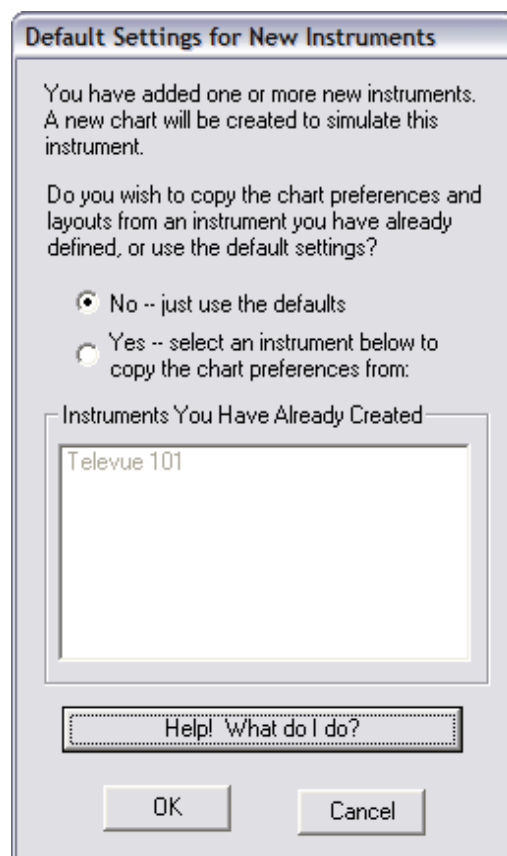 Default Settings for New Instruments
You have added one or more new instruments.
A new chart will be created to simulate this
instrument.
Do you wish to copy the chart preferences and
layouts from an instrument you have already
defined, or use the default settings?
No -- just use the defaults
Yes -- select an instrument below to
copy the chart preferences from:
Instruments You Have Already Created
Televue 101
Help!  What do I do?
OK
Cancel